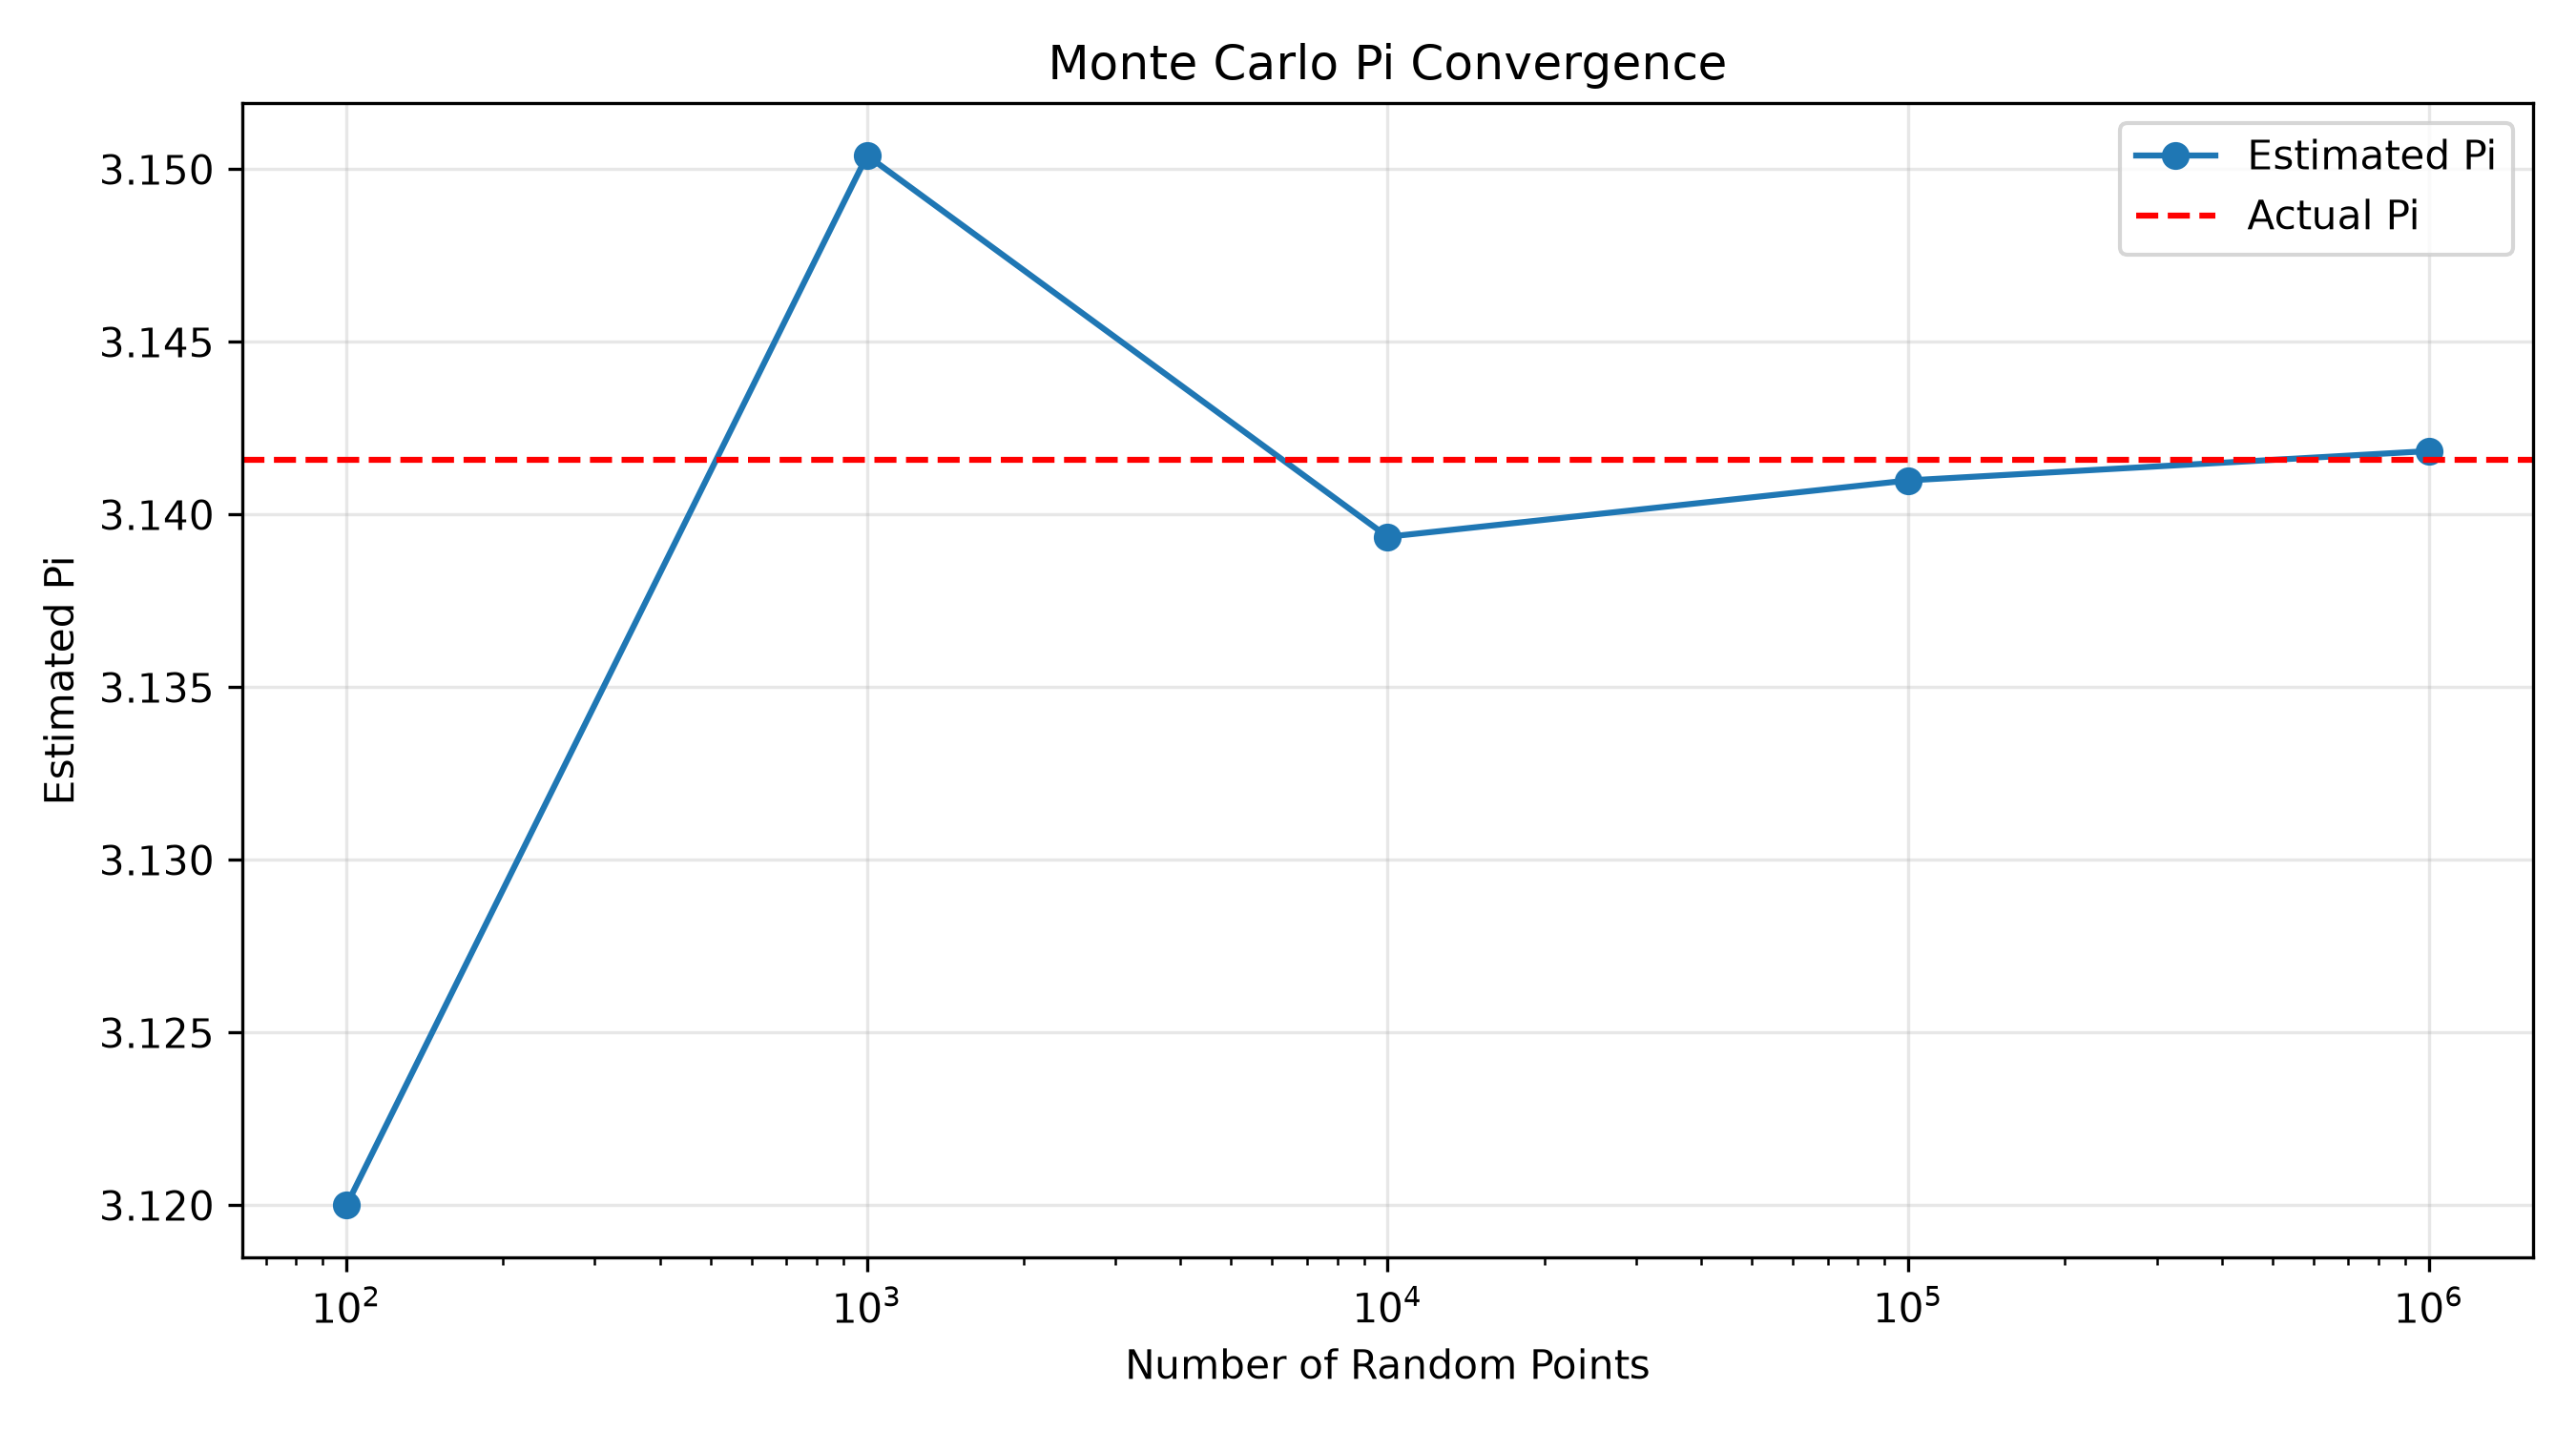 Monte Carlo Pi Convergence
Estimated Pi
Actual Pi
3.150
3.145
3.140
3.135
3.130
3.125
3.120
Estimated Pi
10²
10³
10⁴
10⁵
10⁶
Number of Random Points